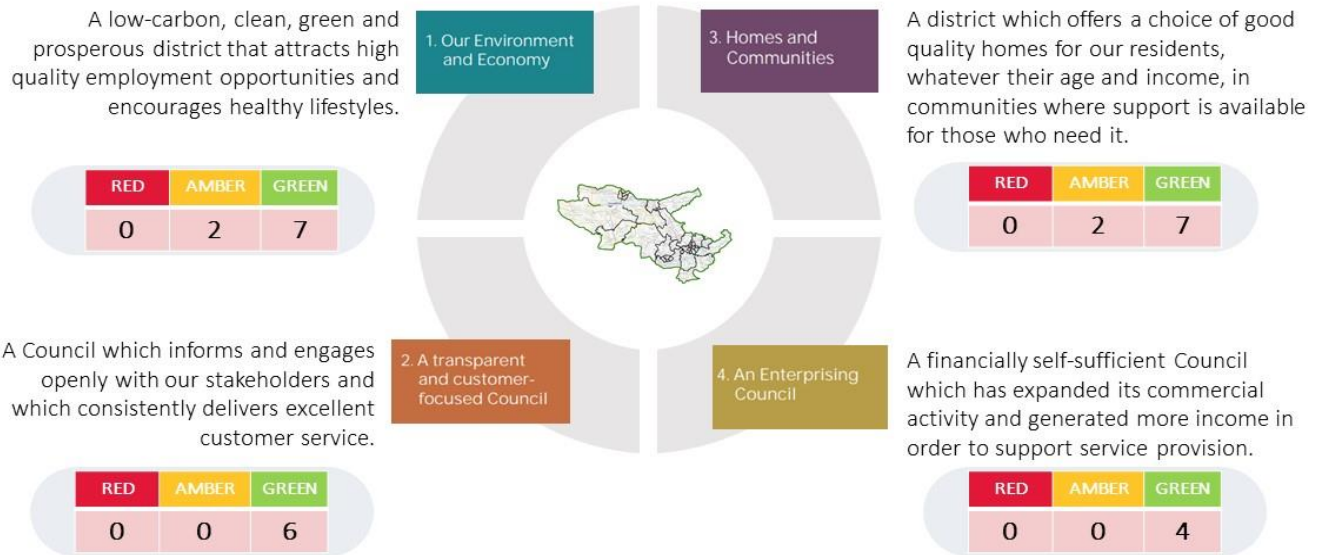 A low-carbon, clean, green and
prosperous district that attracts high
quality employment opportunities and
encourages healthy lifestyles.
1. Our Environment
and Economy
RED AMBER GREEN
0 2 7
3. Homes and
Communities
A district which offers a choice of good
quality homes for our residents,
whatever their age and income, in
communities where support is available
for those who need it.
RED AMBER GREEN
0 2 7
A Council which informs and engages
openly with our stakeholders and
which consistently delivers excellent
customer service.
2. A transparent
and customer-
focused Council
RED AMBER GREEN
0 0 6
4. An Enterprising
Council
A financially self-sufficient Council
which has expanded its commercial
activity and generated more income in
order to support service provision.
RED AMBER GREEN
0 0 4